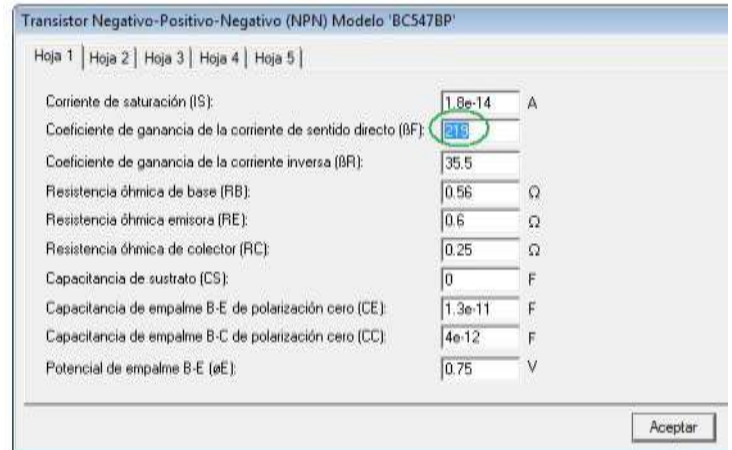 Transistor Negativo-Positivo-Negativo (NPN) Modelo 'BC547BP'
Hoja 1 Hoja 2 Hoja 3 Hoja 4 Hoja 5
Corriente de saturación (IS): 1.8e-14 A
Coeficiente de ganancia de la corriente de sentido directo (ßF): 219
Coeficiente de ganancia de la corriente inversa (ßR): 35.5
Resistencia óhmica de base (RB): 0.56 Ω
Resistencia óhmica emisora (RE): 0.6 Ω
Resistencia óhmica de colector (RC): 0.25 Ω
Capacitancia de sustrato (CS): 0 F
Capacitancia de empalme B-E de polarización cero (CE): 1.3e-11 F
Capacitancia de empalme B-C de polarización cero (CC): 4e-12 F
Potencial de empalme B-E (øE): 0.75 V
Aceptar